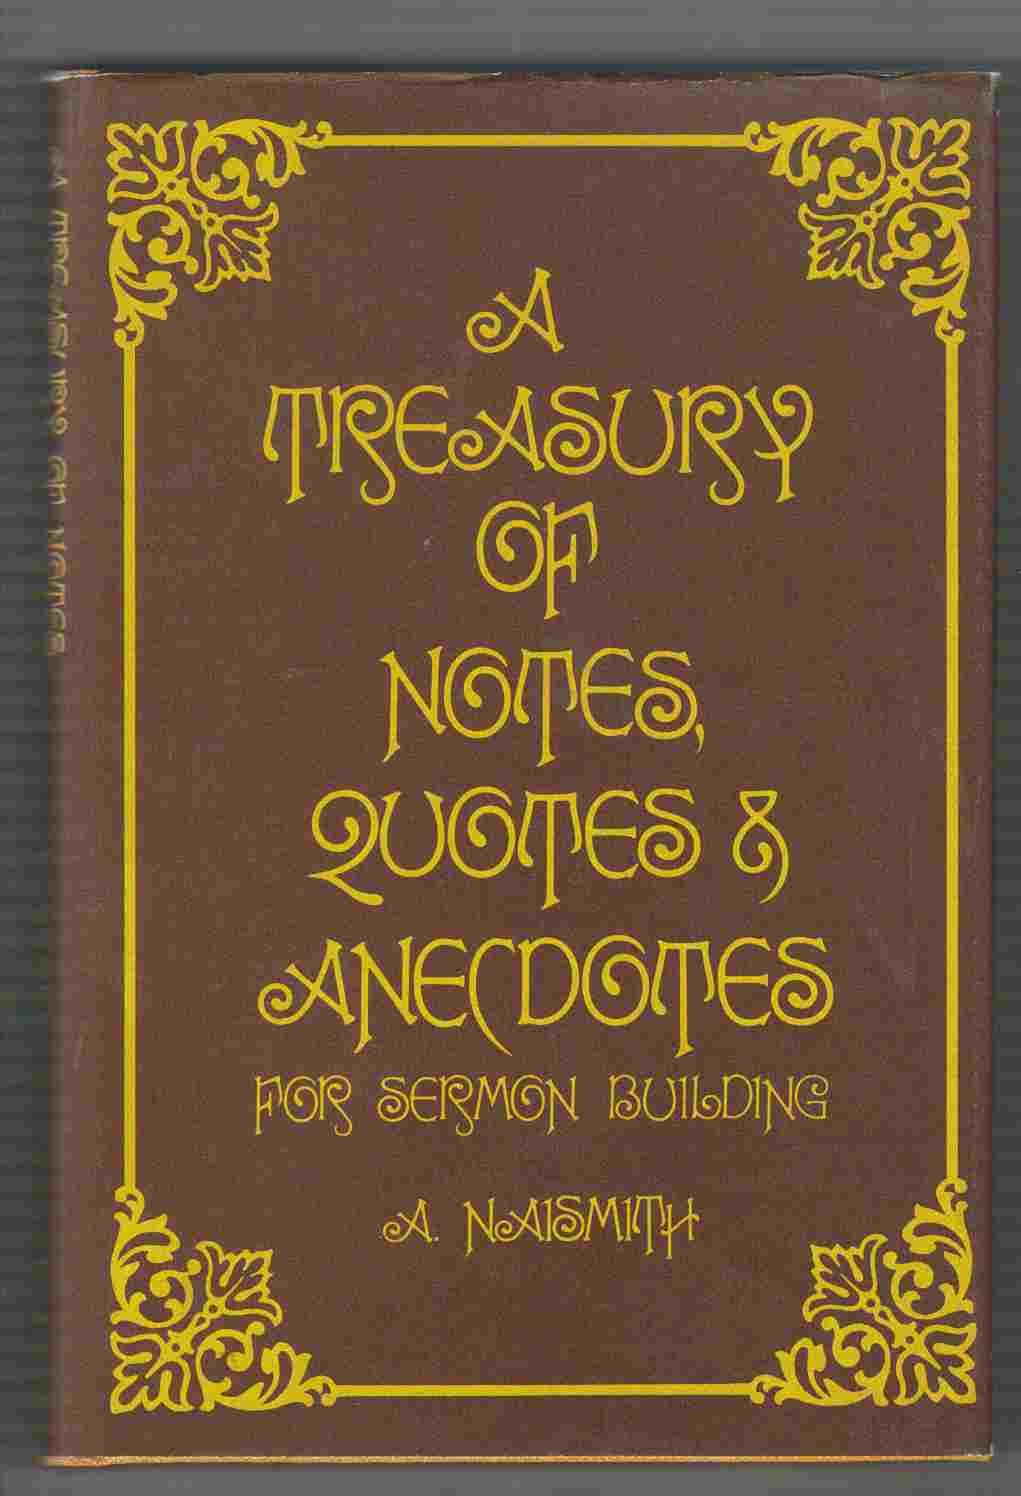 A
TREASURY
OF
NOTES,
QUOTES &
ANECDOTES
FOR SERMON BUILDING
A. NAISMITH